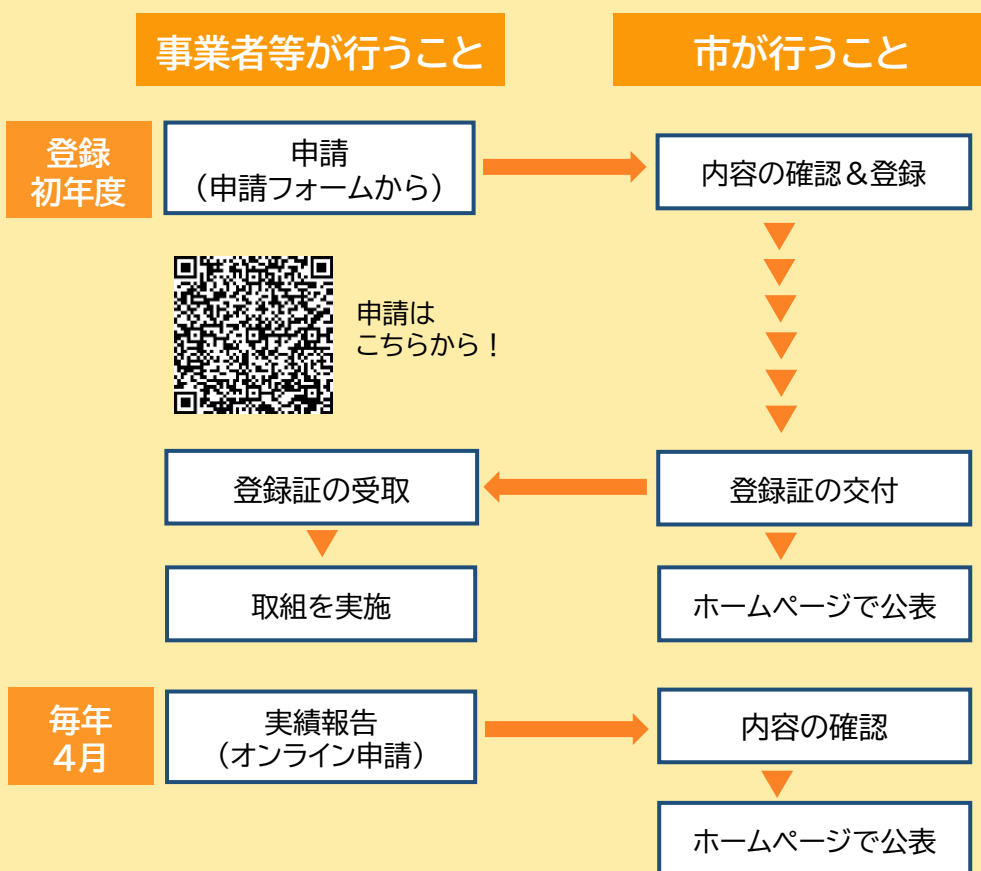 事業者等が行うこと
市が行うこと
登録
初年度
申請
（申請フォームから）
内容の確認＆登録
申請は
こちらから！
登録証の受取
登録証の交付
取組を実施
ホームページで公表
毎年
4月
実績報告
（オンライン申請）
内容の確認
ホームページで公表